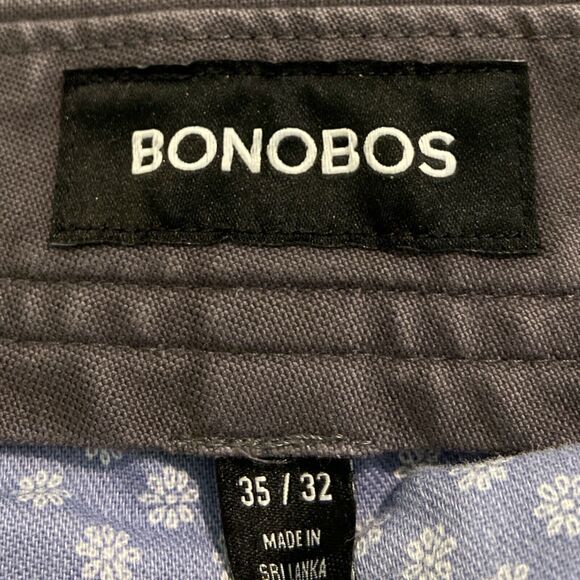 BONOBOS
35 / 32
MADE IN
SRI LANKA